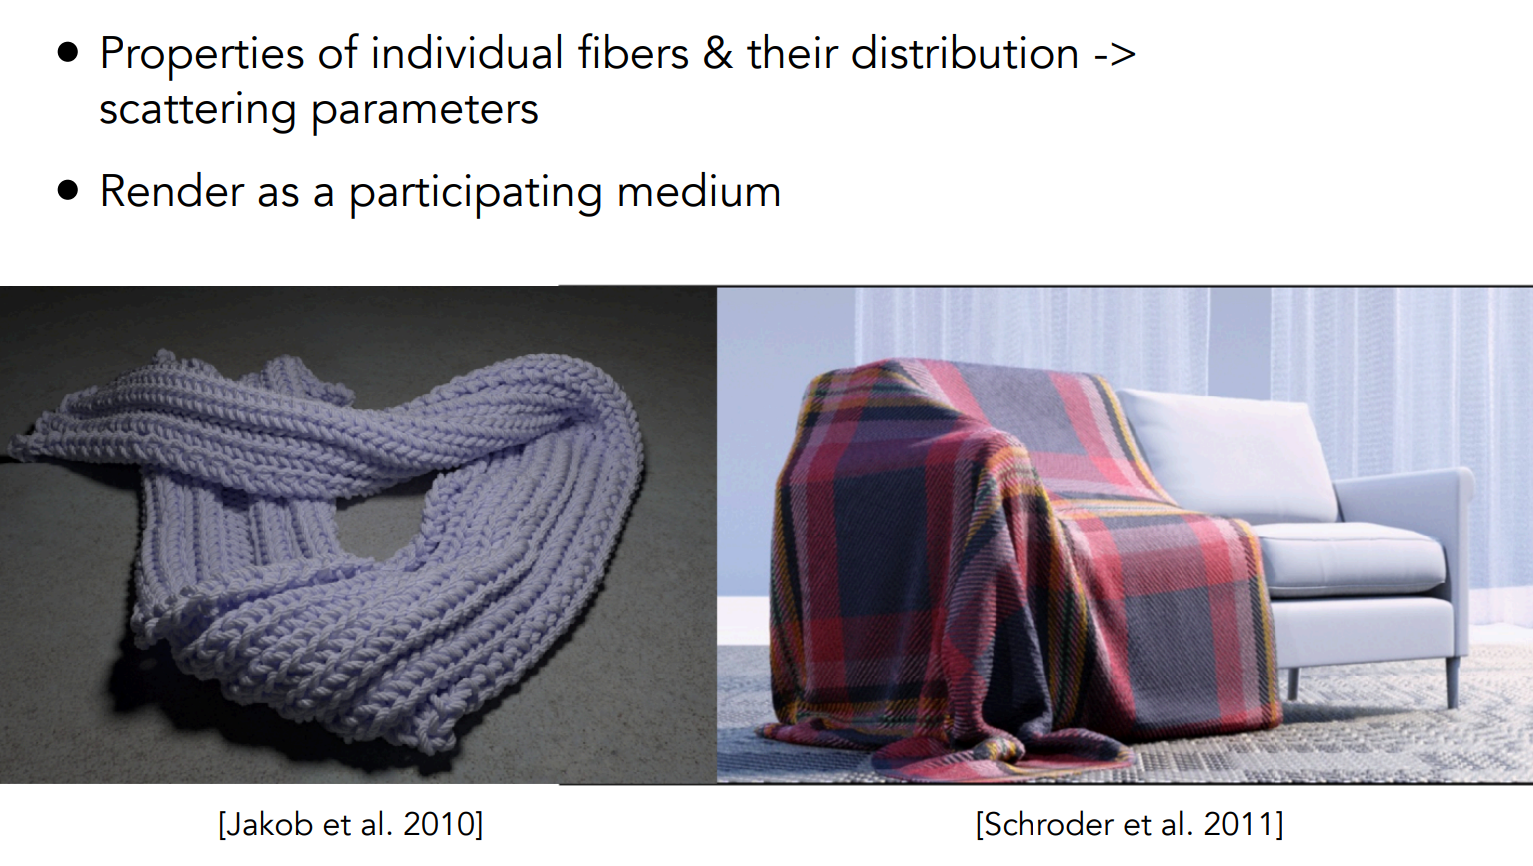 ● Properties of individual fibers & their distribution ->
scattering parameters
● Render as a participating medium
[Jakob et al. 2010]
[Schroder et al. 2011]